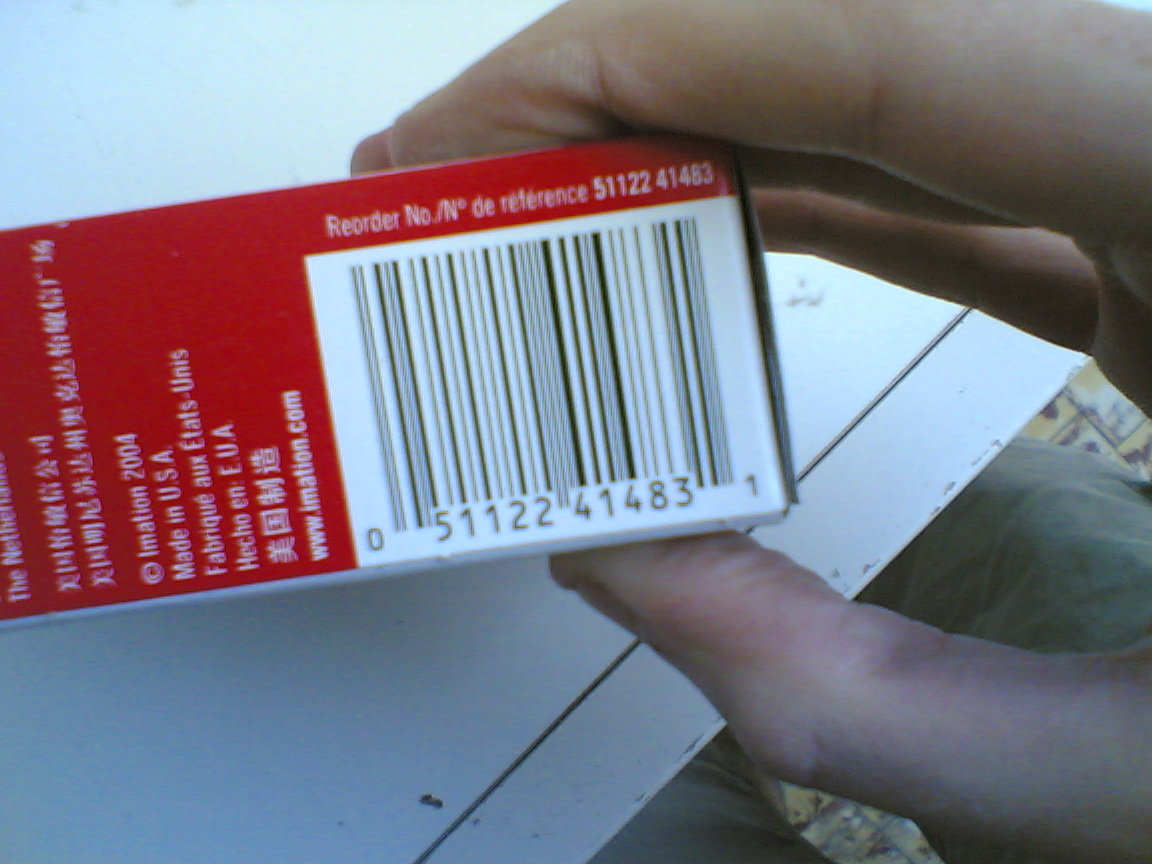 Reorder No./N° de référence 51122 41483
0 51122 41483 1
The Netherlands
© Imation 2004
Made in U.S.A.
Fabriqué aux États-Unis
Hecho en: E.U.A.
美国制造
www.imation.com